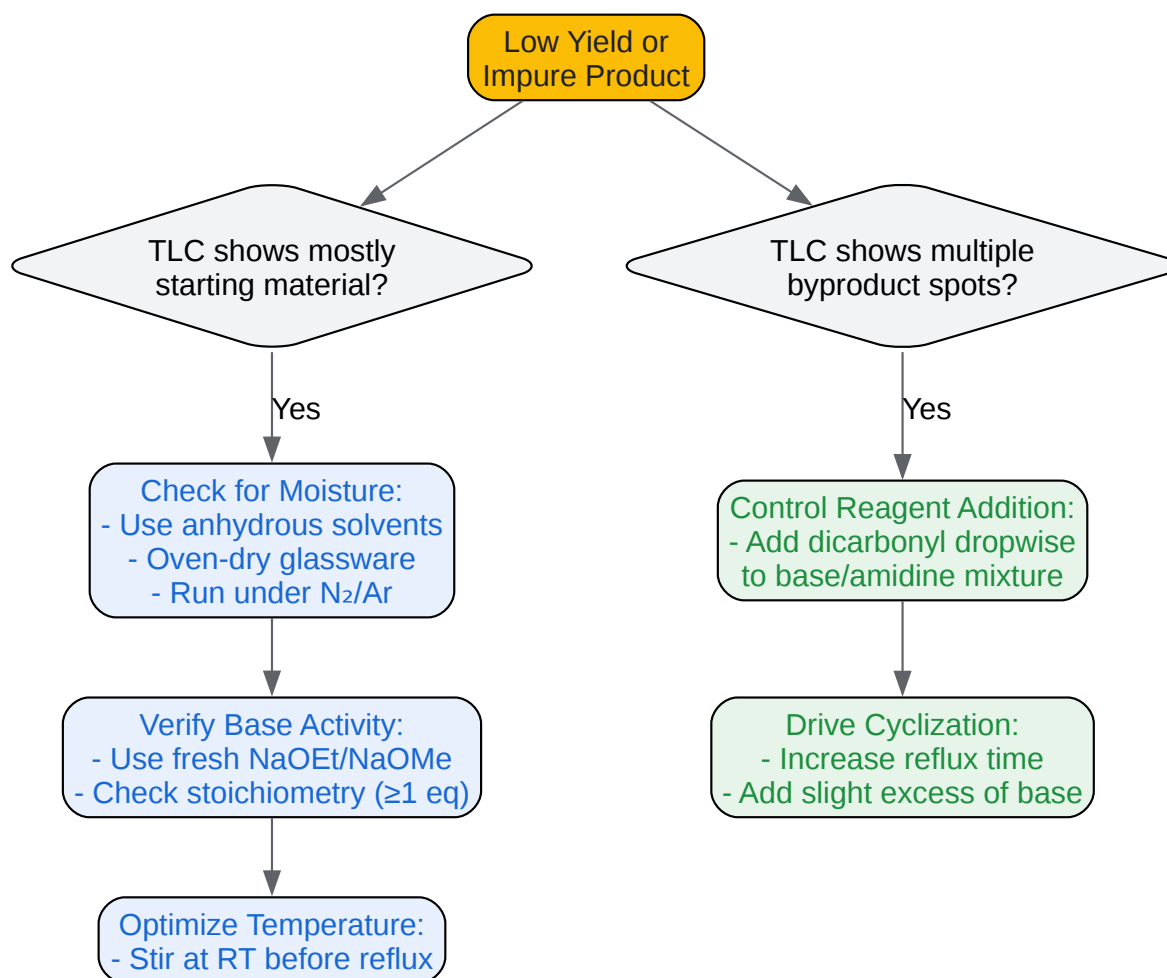 Low Yield or
Impure Product
TLC shows mostly
starting material?
TLC shows multiple
byproduct spots?
Yes
Yes
Check for Moisture:
- Use anhydrous solvents
- Oven-dry glassware
- Run under N₂/Ar
Control Reagent Addition:
- Add dicarbonyl dropwise
to base/amidine mixture
Verify Base Activity:
- Use fresh NaOEt/NaOMe
- Check stoichiometry (≥1 eq)
Drive Cyclization:
- Increase reflux time
- Add slight excess of base
Optimize Temperature:
- Stir at RT before reflux